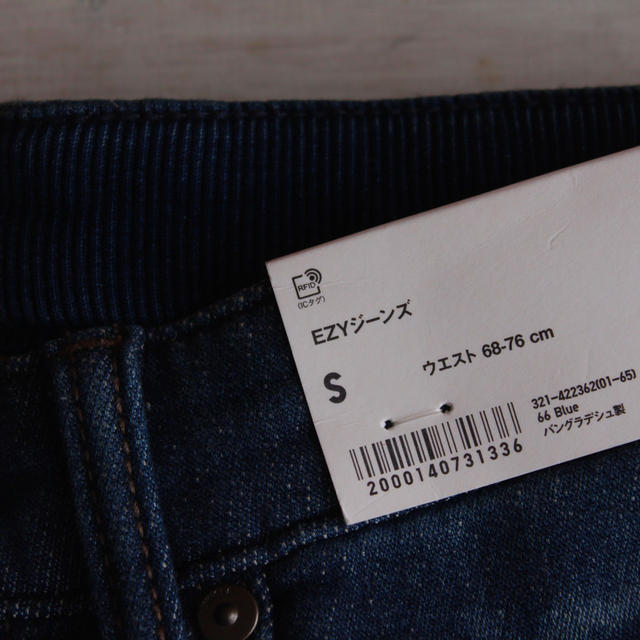 RFID
(ICタグ)
EZYジーンズ
S
ウエスト 68-76 cm
321-422362(01-65)
66 Blue
バングラデシュ製
2000140731336